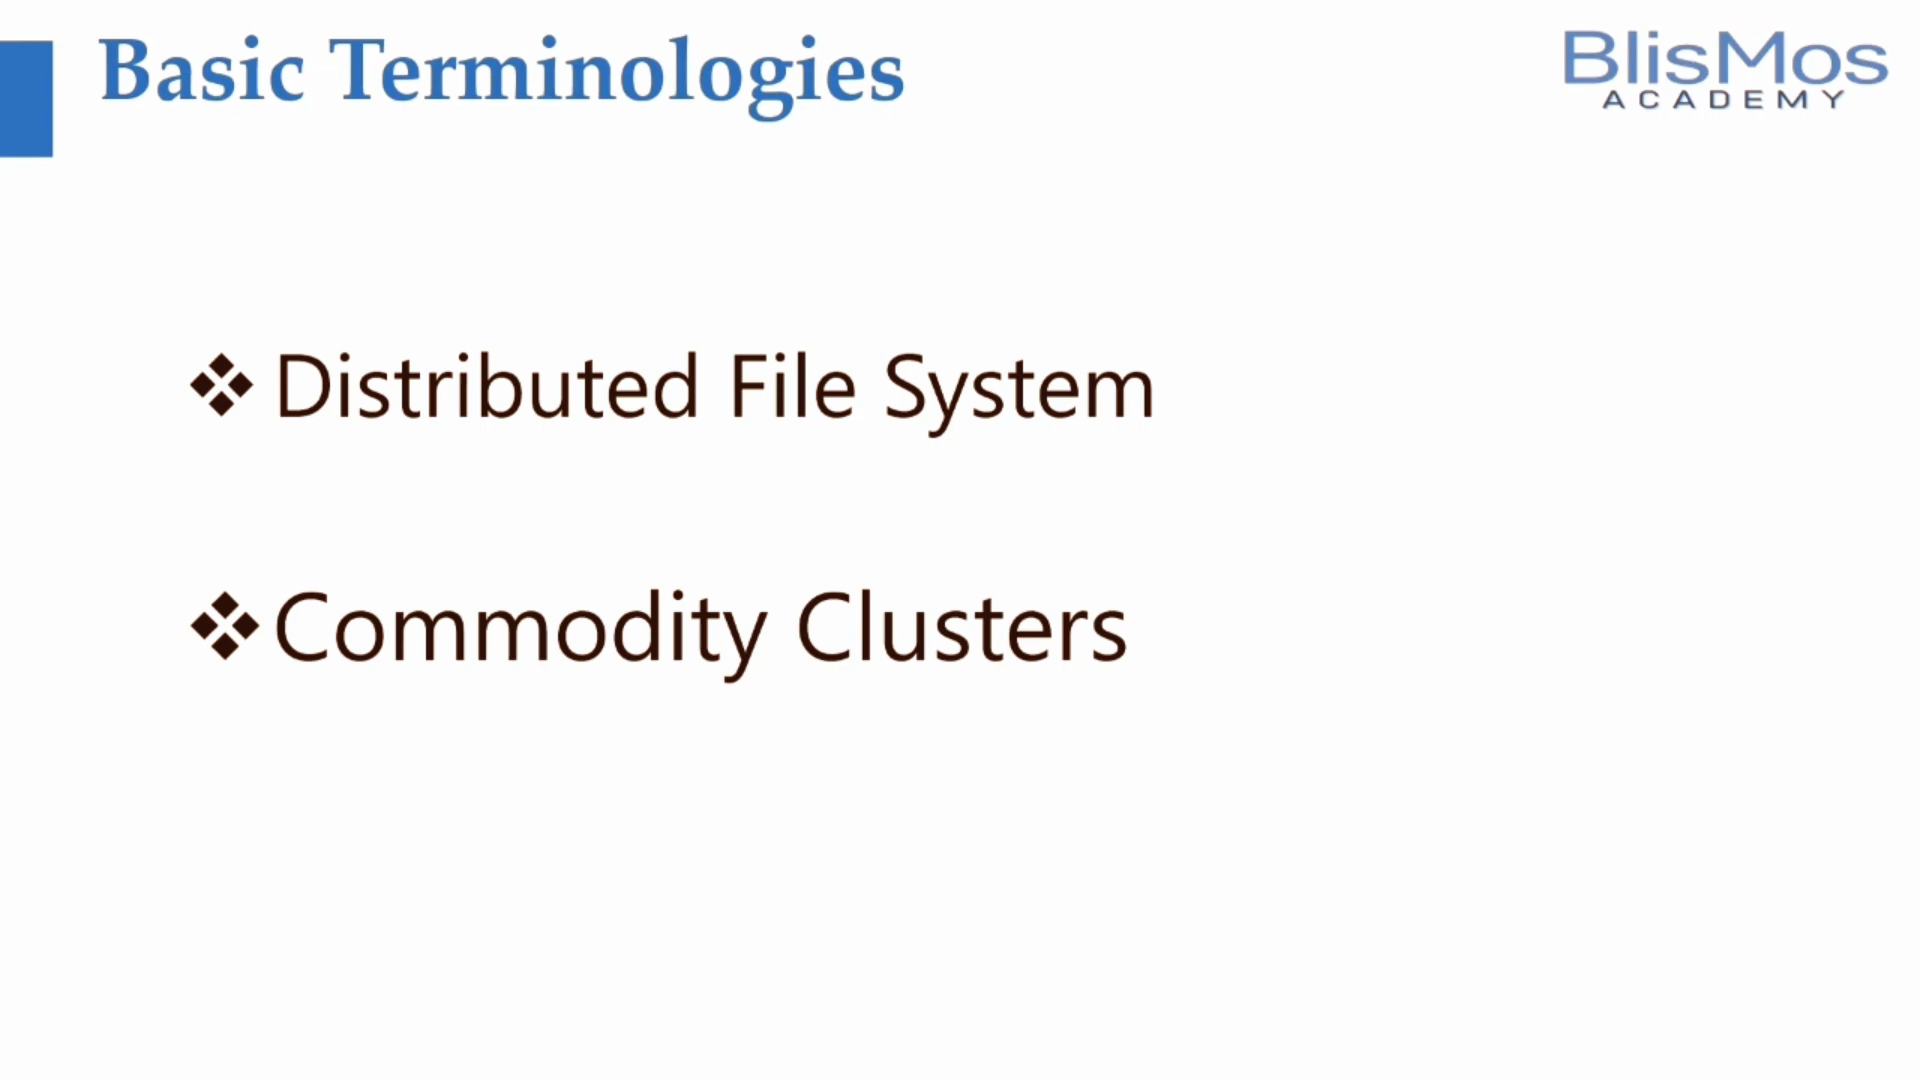 Basic Terminologies
BlisMos
ACADEMY
❖ Distributed File System
❖ Commodity Clusters